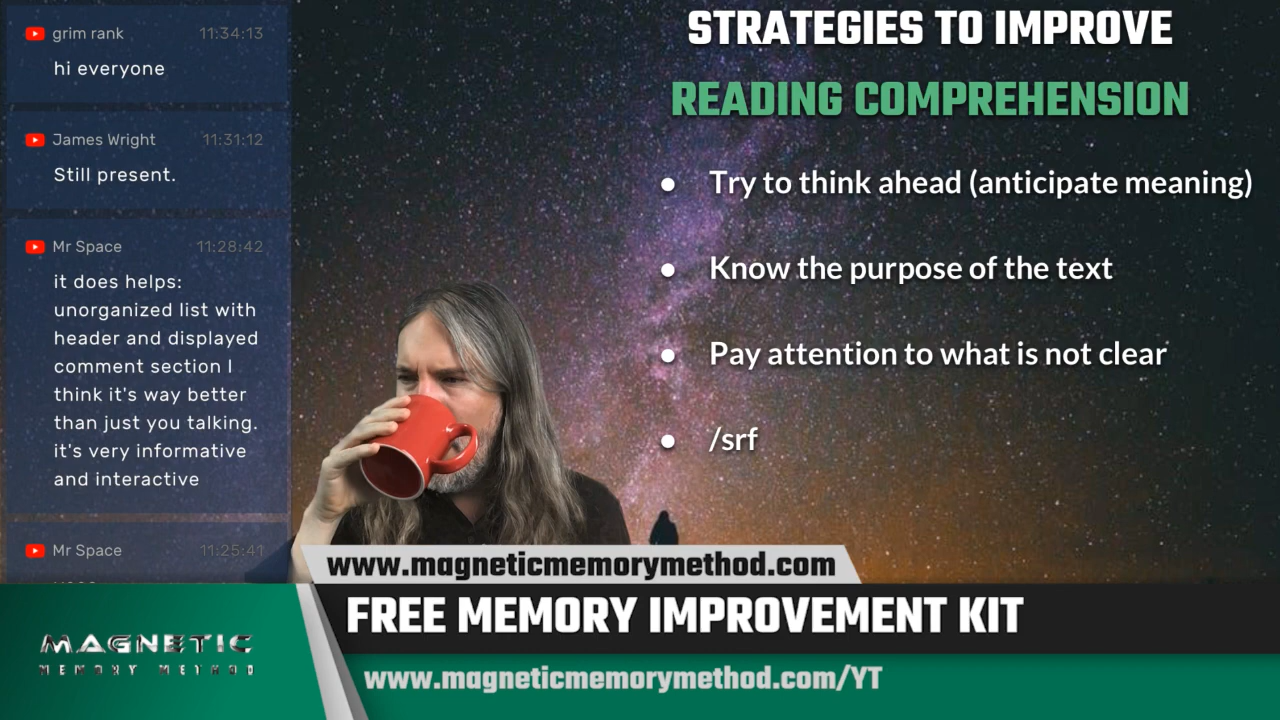 grim rank 11:34:13
hi everyone
James Wright 11:31:12
Still present.
Mr Space 11:28:42
it does helps:
unorganized list with
header and displayed
comment section I
think it's way better
than just you talking.
it's very informative
and interactive
Mr Space 11:25:41
STRATEGIES TO IMPROVE
READING COMPREHENSION
● Try to think ahead (anticipate meaning)
● Know the purpose of the text
● Pay attention to what is not clear
● /srf
www.magneticmemorymethod.com
FREE MEMORY IMPROVEMENT KIT
www.magneticmemorymethod.com/YT
MAGNETIC
MEMORY METHOD